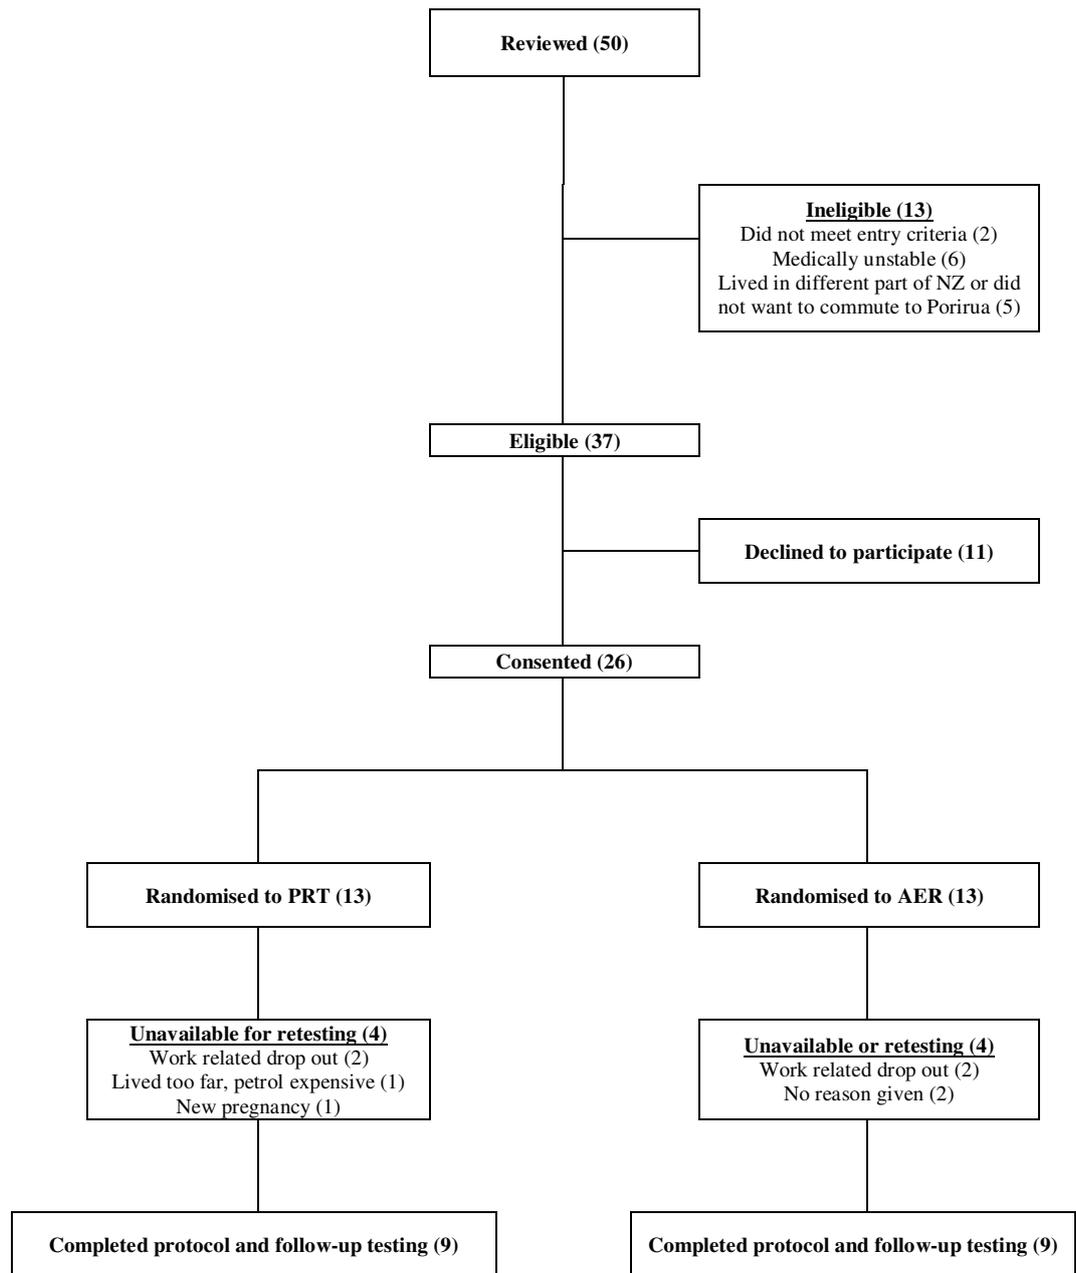 Reviewed (50)
Ineligible (13)
Did not meet entry criteria (2)
Medically unstable (6)
Lived in different part of NZ or did
not want to commute to Porirua (5)
Eligible (37)
Declined to participate (11)
Consented (26)
Randomised to PRT (13)
Randomised to AER (13)
Unavailable for retesting (4)
Work related drop out (2)
Lived too far, petrol expensive (1)
New pregnancy (1)
Unavailable or retesting (4)
Work related drop out (2)
No reason given (2)
Completed protocol and follow-up testing (9)
Completed protocol and follow-up testing (9)